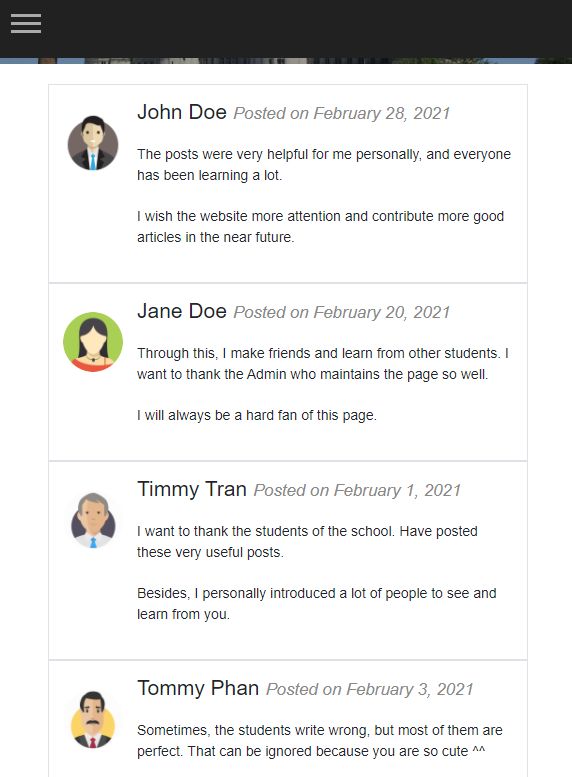 John Doe Posted on February 28, 2021
The posts were very helpful for me personally, and everyone
has been learning a lot.
I wish the website more attention and contribute more good
articles in the near future.
Jane Doe Posted on February 20, 2021
Through this, I make friends and learn from other students. I
want to thank the Admin who maintains the page so well.
I will always be a hard fan of this page.
Timmy Tran Posted on February 1, 2021
I want to thank the students of the school. Have posted
these very useful posts.
Besides, I personally introduced a lot of people to see and
learn from you.
Tommy Phan Posted on February 3, 2021
Sometimes, the students write wrong, but most of them are
perfect. That can be ignored because you are so cute ^^